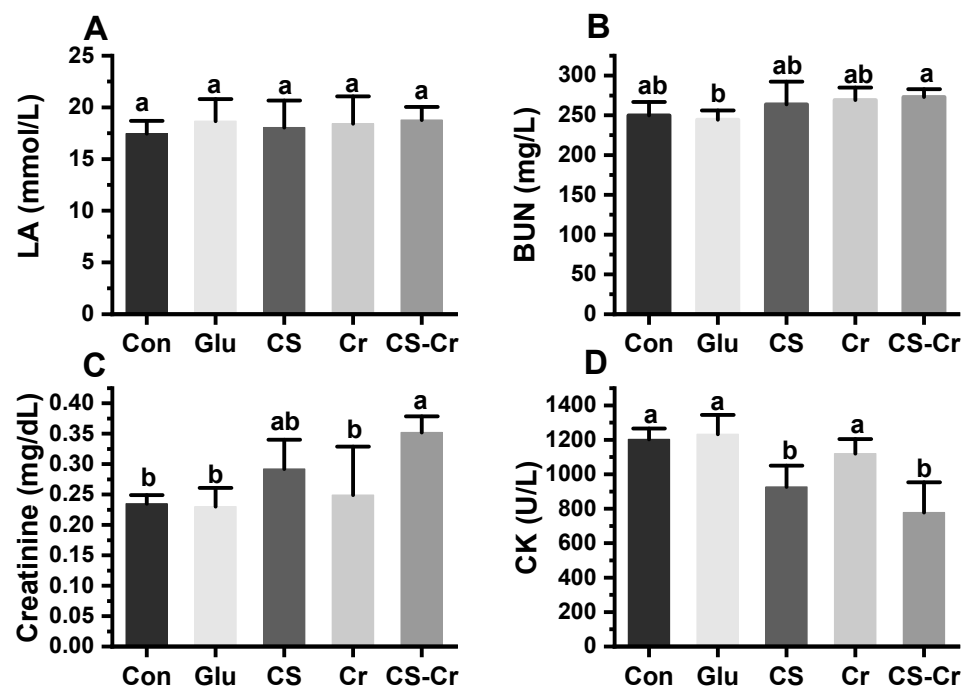 A
LA (mmol/L)
25
20
15
10
5
0
a a a a a
Con Glu CS Cr CS-Cr
B
BUN (mg/L)
300
250
200
150
100
50
0
ab b ab ab a
Con Glu CS Cr CS-Cr
C
Creatinine (mg/dL)
0.40
0.35
0.30
0.25
0.20
0.15
0.10
0.05
0.00
b b ab b a
Con Glu CS Cr CS-Cr
D
CK (U/L)
1400
1200
1000
800
600
400
200
0
a a b a b
Con Glu CS Cr CS-Cr